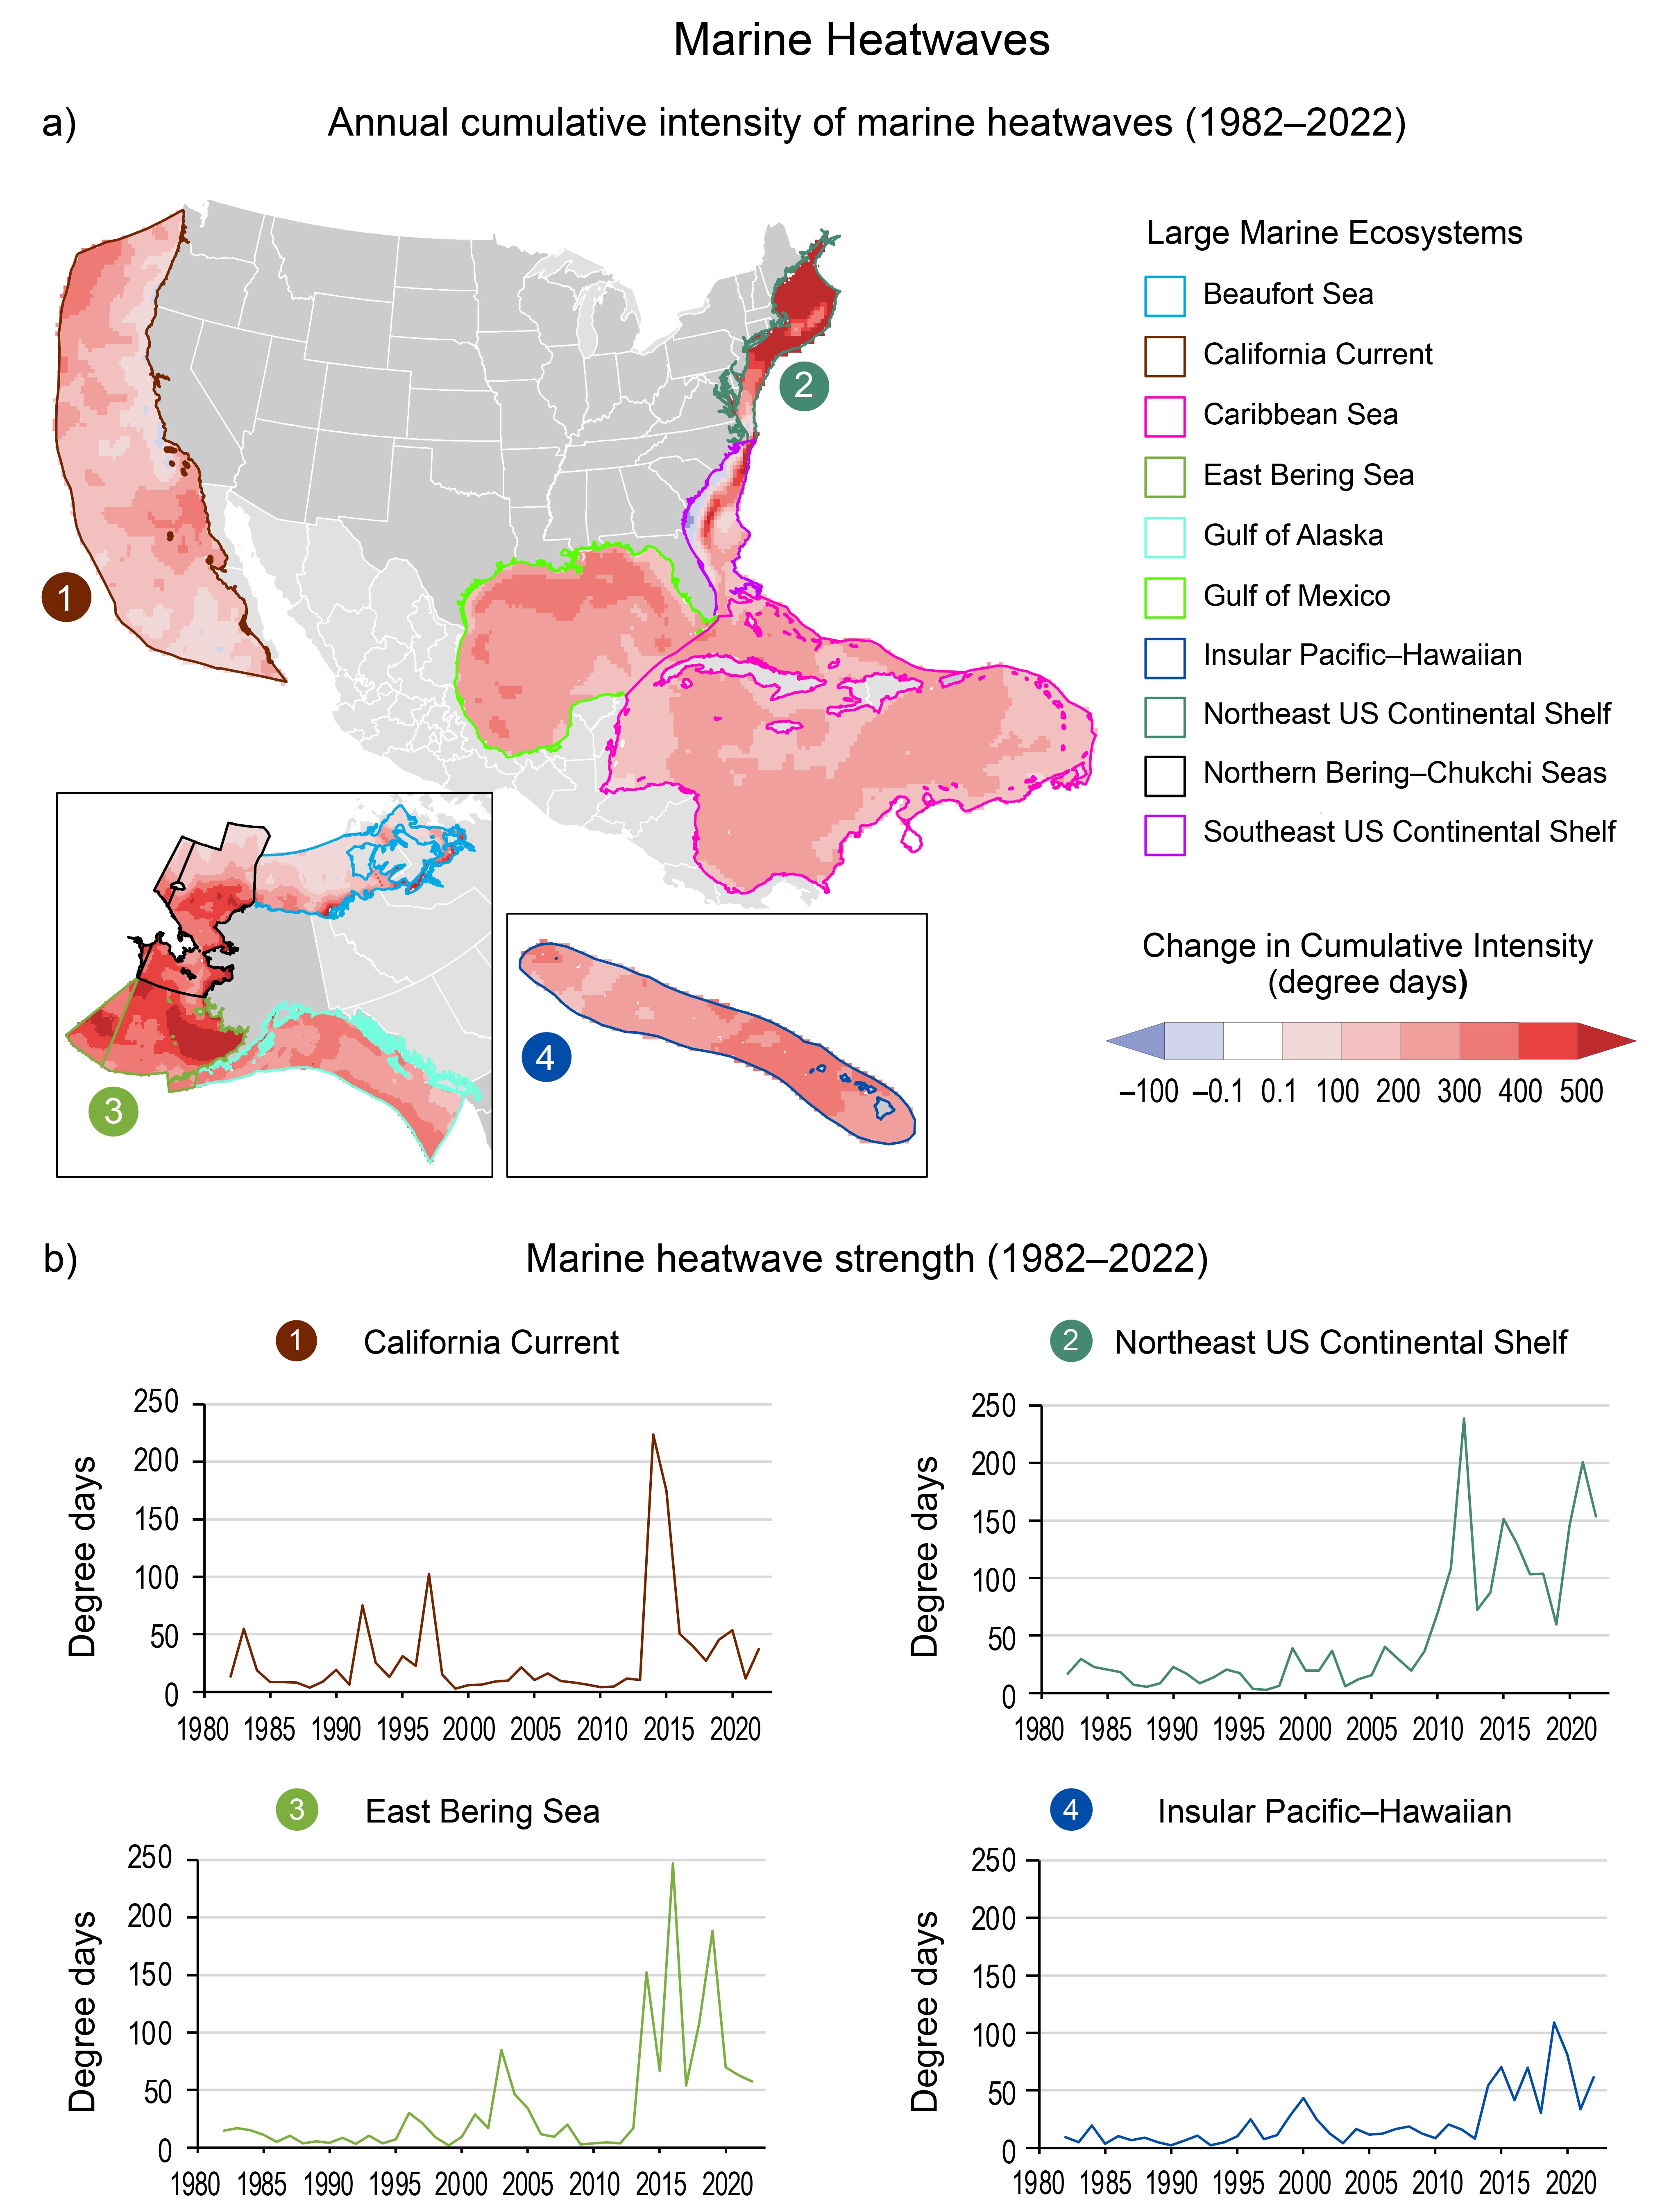 Marine Heatwaves
a) Annual cumulative intensity of marine heatwaves (1982–2022)
Large Marine Ecosystems
Beaufort Sea
California Current
Caribbean Sea
East Bering Sea
Gulf of Alaska
Gulf of Mexico
Insular Pacific–Hawaiian
Northeast US Continental Shelf
Northern Bering–Chukchi Seas
Southeast US Continental Shelf
1
2
3
4
Change in Cumulative Intensity
(degree days)
–100 –0.1 0.1 100 200 300 400 500
b) Marine heatwave strength (1982–2022)
1 California Current
Degree days
250
200
150
100
50
0
1980 1985 1990 1995 2000 2005 2010 2015 2020
2 Northeast US Continental Shelf
Degree days
250
200
150
100
50
0
1980 1985 1990 1995 2000 2005 2010 2015 2020
3 East Bering Sea
Degree days
250
200
150
100
50
0
1980 1985 1990 1995 2000 2005 2010 2015 2020
4 Insular Pacific–Hawaiian
Degree days
250
200
150
100
50
0
1980 1985 1990 1995 2000 2005 2010 2015 2020